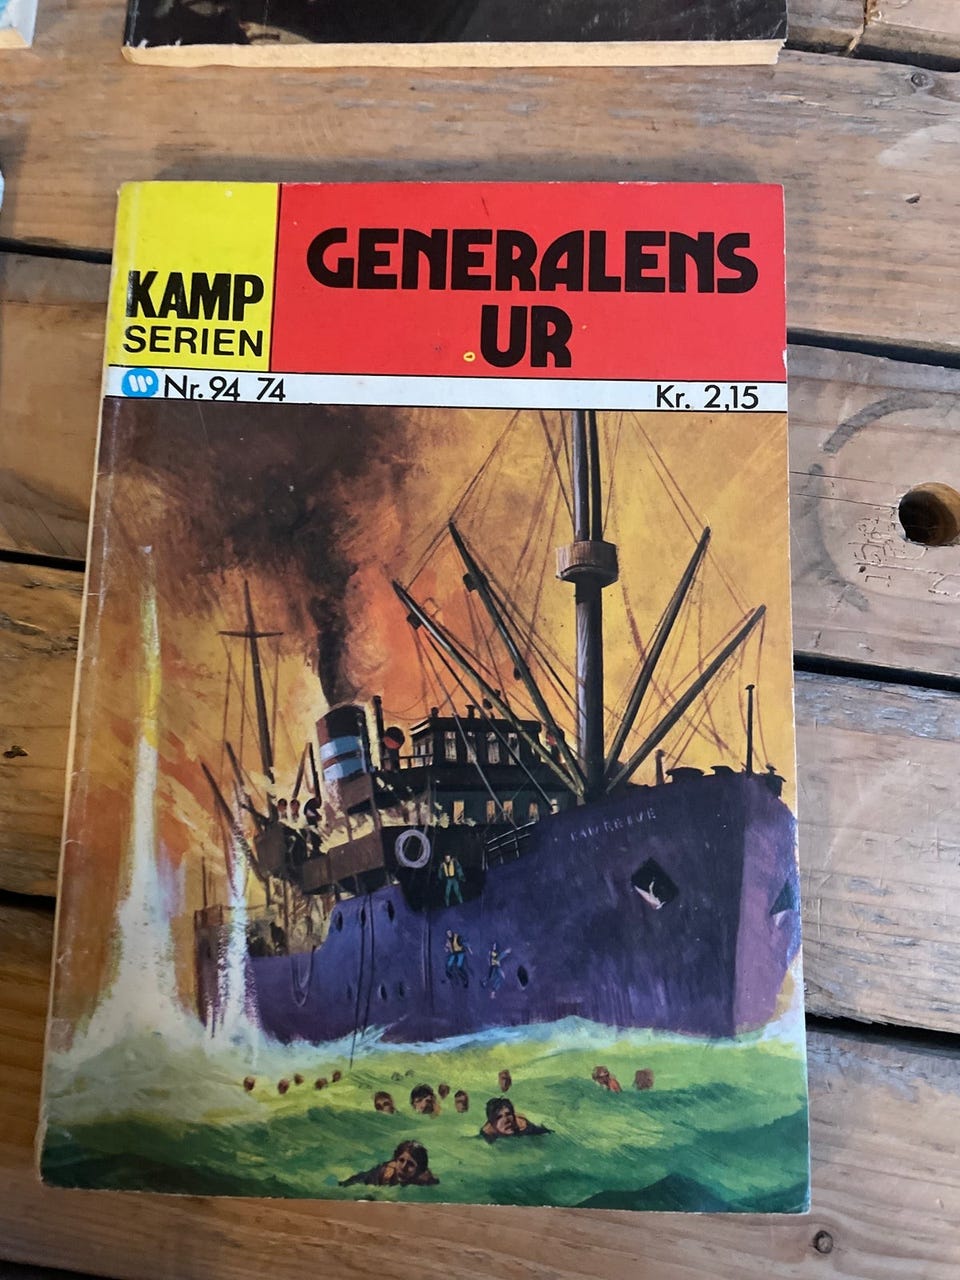 KAMP
SERIEN
GENERALENS
UR
Nr. 94 74
Kr. 2,15